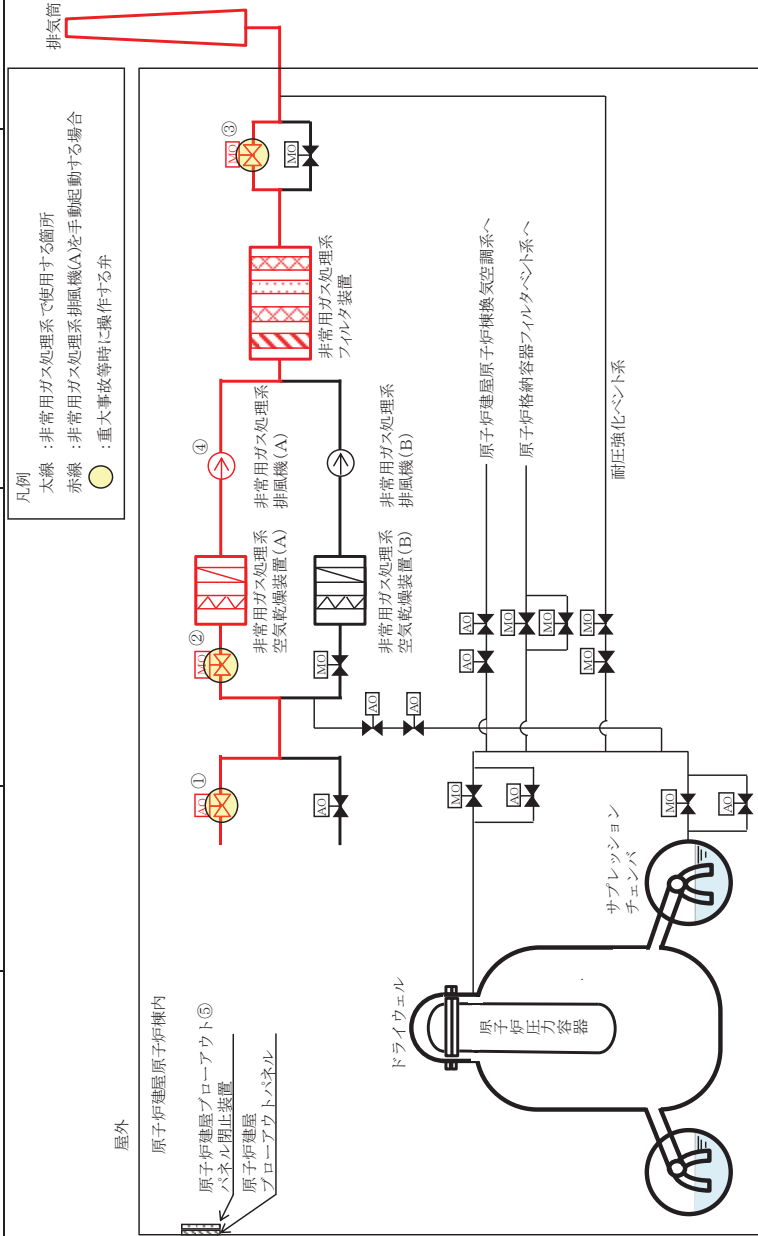 屋外
原子炉建屋原子炉棟内
原子炉建屋ブローアウト⑤
パネル閉止装置
原子炉建屋
ブローアウトパネル
凡例
太線 :非常用ガス処理系で使用する箇所
赤線 :非常用ガス処理系排風機(A)を手動起動する場合
:重大事故等時に操作する弁
排気筒
①
AO
AO
②
MO
MO
非常用ガス処理系
空気乾燥装置(A)
非常用ガス処理系
空気乾燥装置(B)
④
非常用ガス処理系
排風機(A)
非常用ガス処理系
排風機(B)
非常用ガス処理系
フィルタ装置
③
MO
MO
AO
AO
ドライウェル
原子炉圧力容器
サプレッション
チェンバ
MO
AO
MO
AO
AO
AO
原子炉建屋原子炉棟換気空調系へ
MO
MO
原子炉格納容器フィルタベント系へ
MO
MO
耐圧強化ベント系